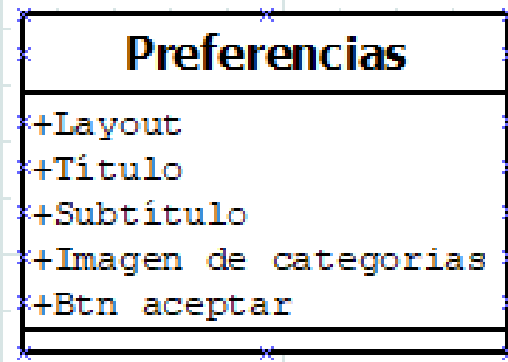 Preferencias
+Layout
+Título
+Subtítulo
+Imagen de categorias
+Btn aceptar